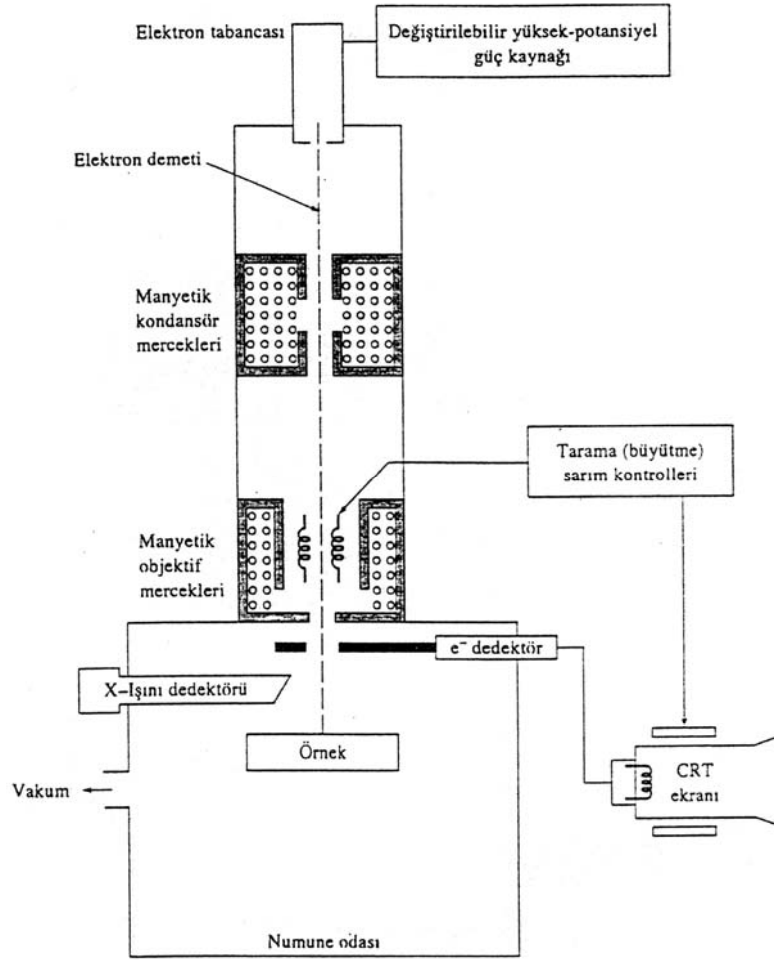 Elektron tabancası
Değiştirilebilir yüksek-potansiyel
güç kaynağı
Elektron demeti
Manyetik
kondansör
mercekleri
Tarama (büyütme)
sarım kontrolleri
Manyetik
objektif
mercekleri
e⁻ dedektör
X–Işını dedektörü
Örnek
Vakum
CRT
ekranı
Numune odası